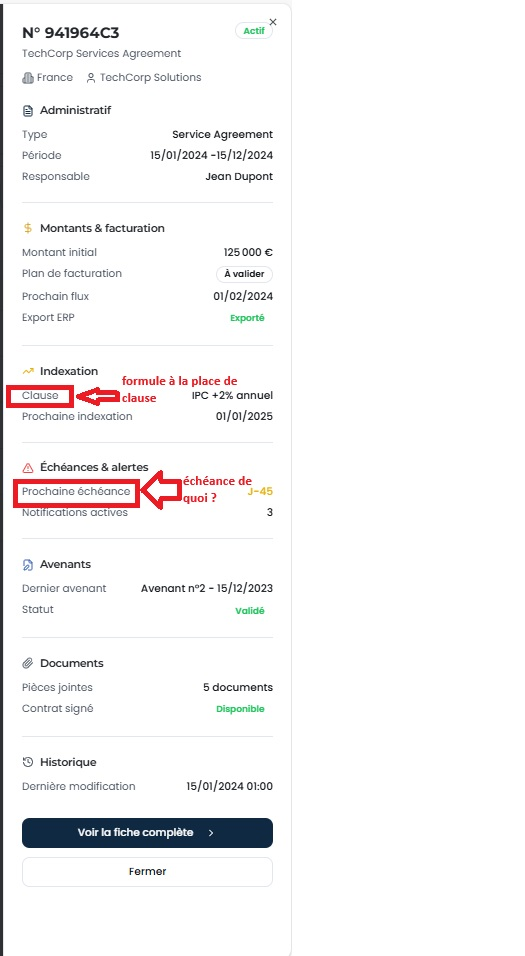 N° 941964C3
Actif
TechCorp Services Agreement
France TechCorp Solutions
Administratif
Type Service Agreement
Période 15/01/2024 -15/12/2024
Responsable Jean Dupont
Montants & facturation
Montant initial 125 000 €
Plan de facturation À valider
Prochain flux 01/02/2024
Export ERP Exporté
Indexation
formule à la place de
clause
Clause IPC +2% annuel
Prochaine indexation 01/01/2025
Échéances & alertes
échéance de
quoi ?
Prochaine échéance J-45
Notifications actives 3
Avenants
Dernier avenant Avenant n°2 - 15/12/2023
Statut Validé
Documents
Pièces jointes 5 documents
Contrat signé Disponible
Historique
Dernière modification 15/01/2024 01:00
Voir la fiche complète
Fermer